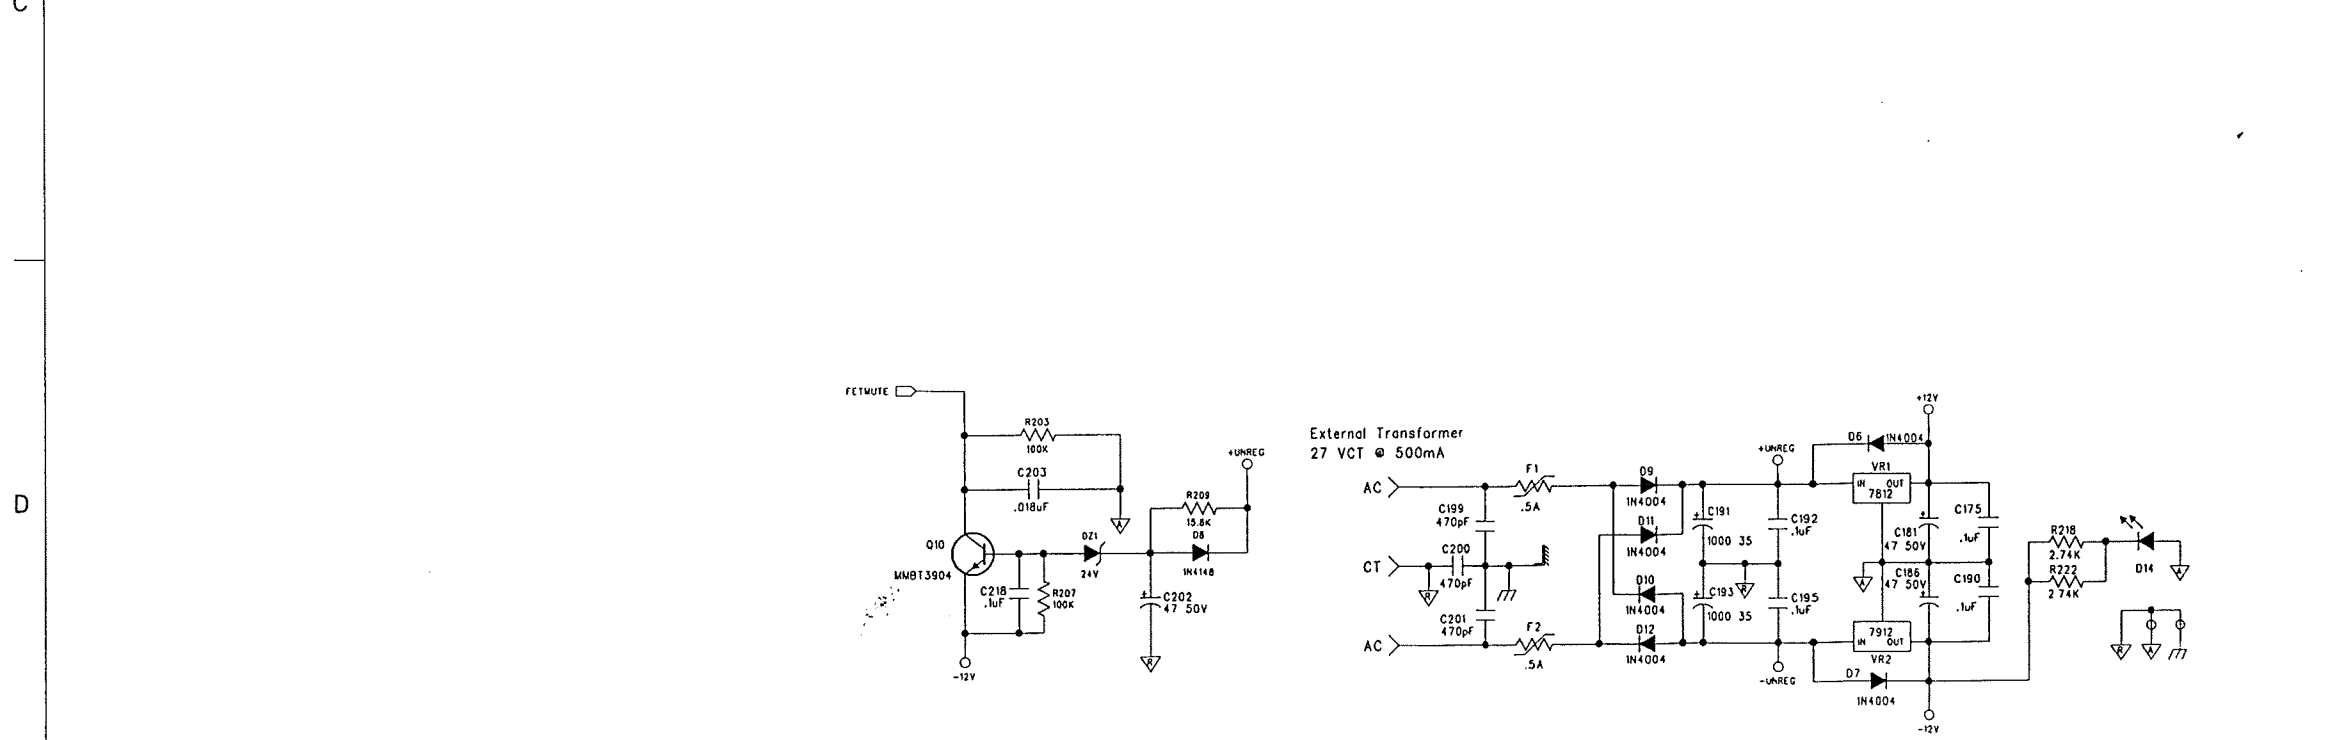 C
D
FETMUTE
R203
100K
C203
.018uF
A
+UNREG
R209
15.8K
D8
1N4148
Q10
MMBT3904
DZ1
24V
C218
.1uF
R207
100K
C202
47 50V
R
-12V
External Transformer
27 VCT @ 500mA
AC
CT
AC
F1
.5A
C199
470pF
C200
470pF
R
C201
470pF
F2
.5A
D9
1N4004
D11
1N4004
D10
1N4004
D12
1N4004
+UNREG
C191
1000 35
C192
.1uF
R
C193
1000 35
C195
.1uF
-UNREG
+12V
D6
1N4004
VR1
IN OUT
7812
C181
47 50V
C175
.1uF
A
C186
47 50V
C190
.1uF
7912
IN OUT
VR2
D7
1N4004
-12V
R218
2.74K
R222
2.74K
D14
A
R
A